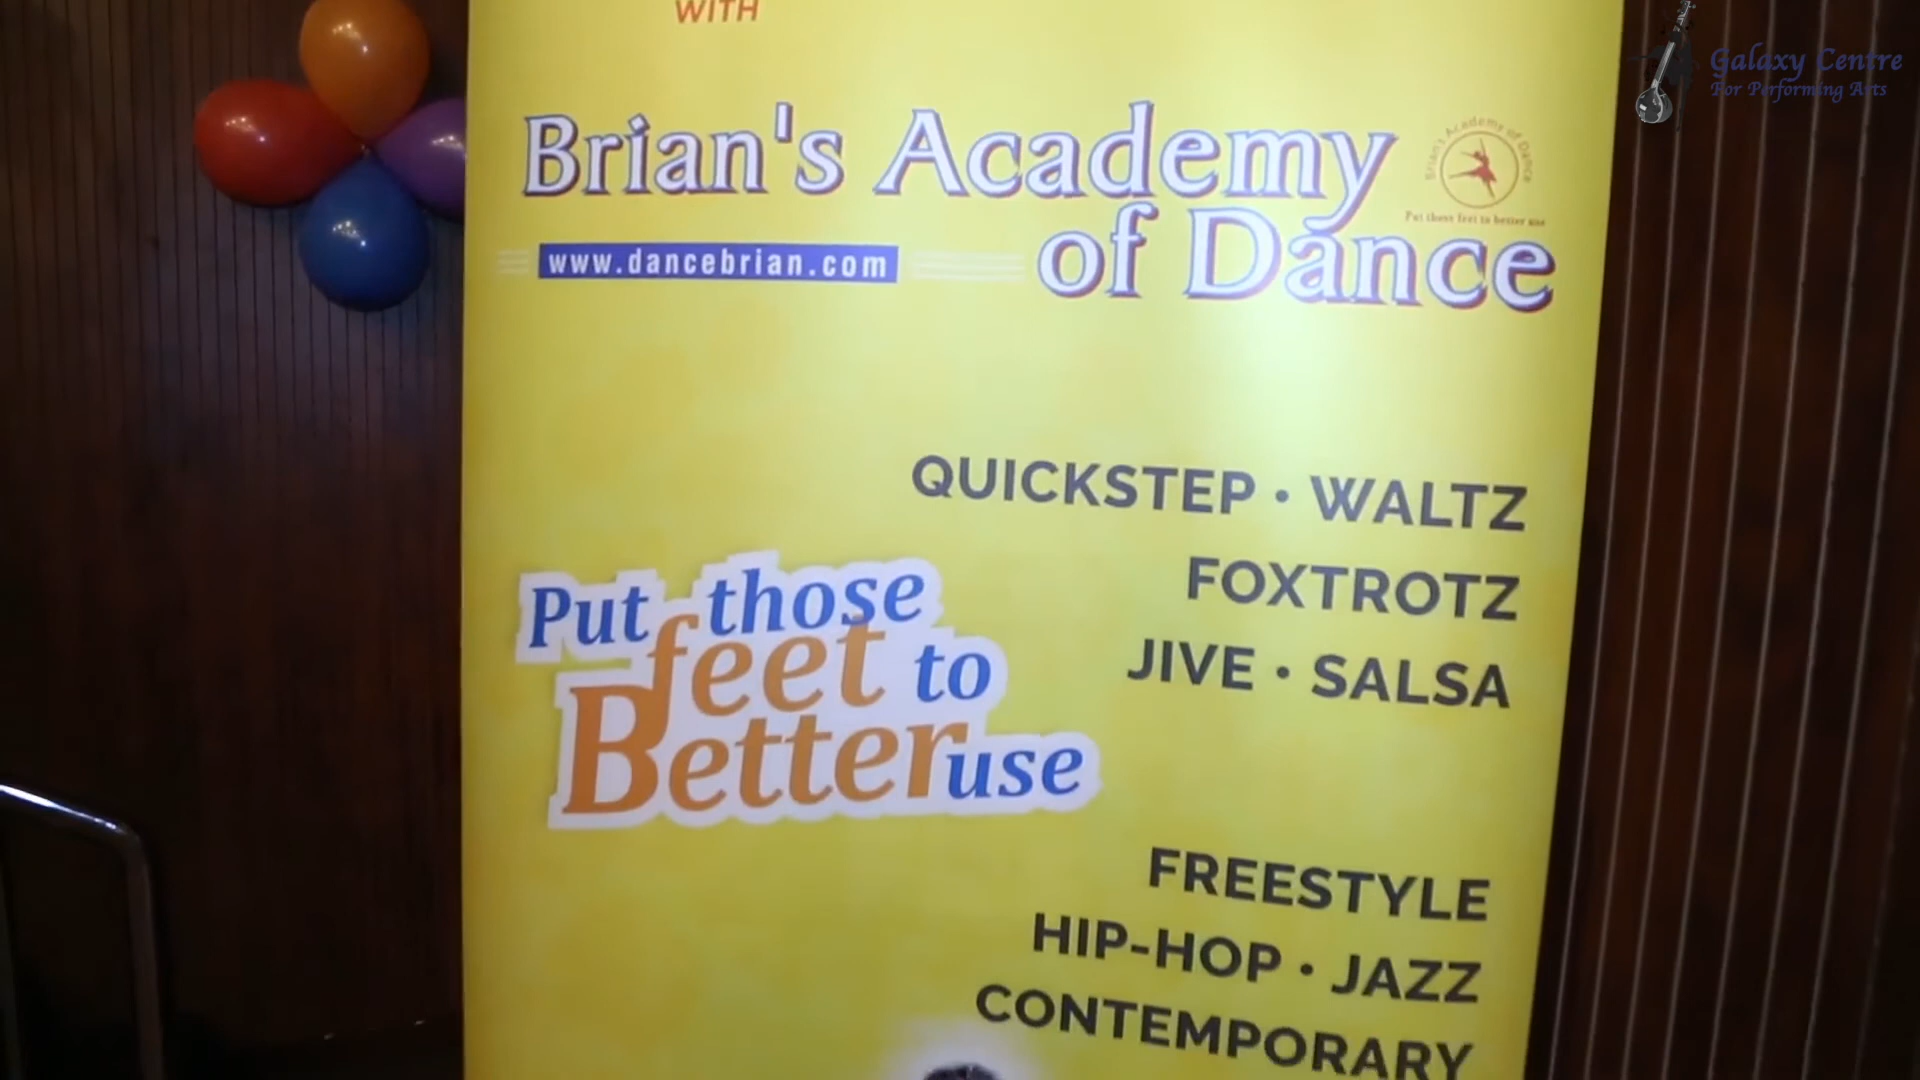 WITH
Brian's Academy
of Dance
Brian's Academy of Dance
Put these feet to better use
www.dancebrian.com
QUICKSTEP • WALTZ
FOXTROTZ
JIVE • SALSA
Put those
feet to
Better use
FREESTYLE
HIP-HOP • JAZZ
CONTEMPORARY
Galaxy Centre
For Performing Arts